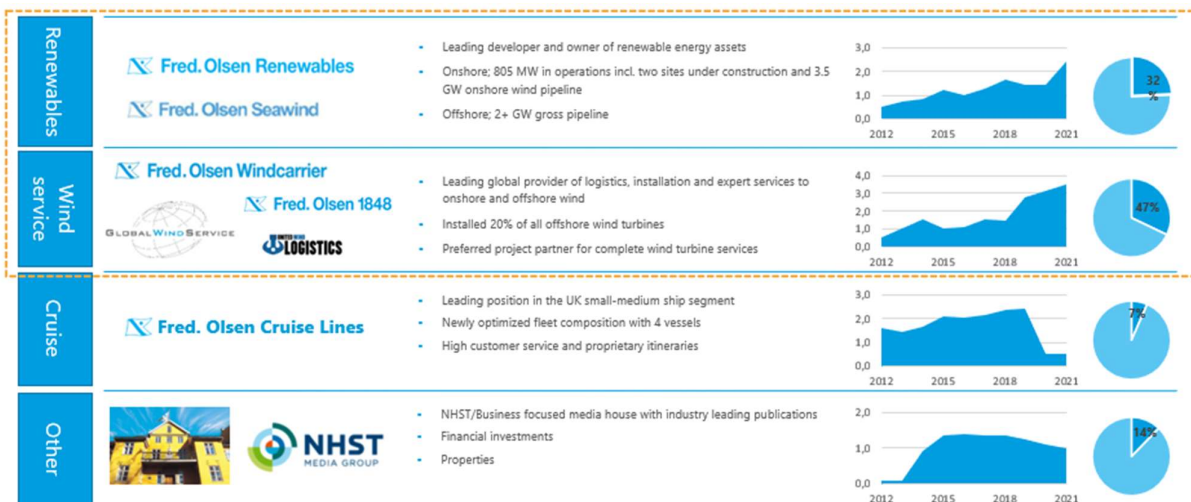 Renewables
Fred. Olsen Renewables
Fred. Olsen Seawind
Leading developer and owner of renewable energy assets
Onshore; 805 MW in operations incl. two sites under construction and 3.5
GW onshore wind pipeline
Offshore; 2+ GW gross pipeline
3,0
2,0
1,0
0,0
2012
2015
2018
2021
32
%
Wind
service
Fred. Olsen Windcarrier
Fred. Olsen 1848
GLOBALWINDSERVICE
UNITED WIND
LOGISTICS
Leading global provider of logistics, installation and expert services to
onshore and offshore wind
Installed 20% of all offshore wind turbines
Preferred project partner for complete wind turbine services
4,0
3,0
2,0
1,0
0,0
2012
2015
2018
2021
47%
Cruise
Fred. Olsen Cruise Lines
Leading position in the UK small-medium ship segment
Newly optimized fleet composition with 4 vessels
High customer service and proprietary itineraries
3,0
2,0
1,0
0,0
2012
2015
2018
2021
7%
Other
NHST
MEDIA GROUP
NHST/Business focused media house with industry leading publications
Financial investments
Properties
2,0
1,0
0,0
2012
2015
2018
2021
14%